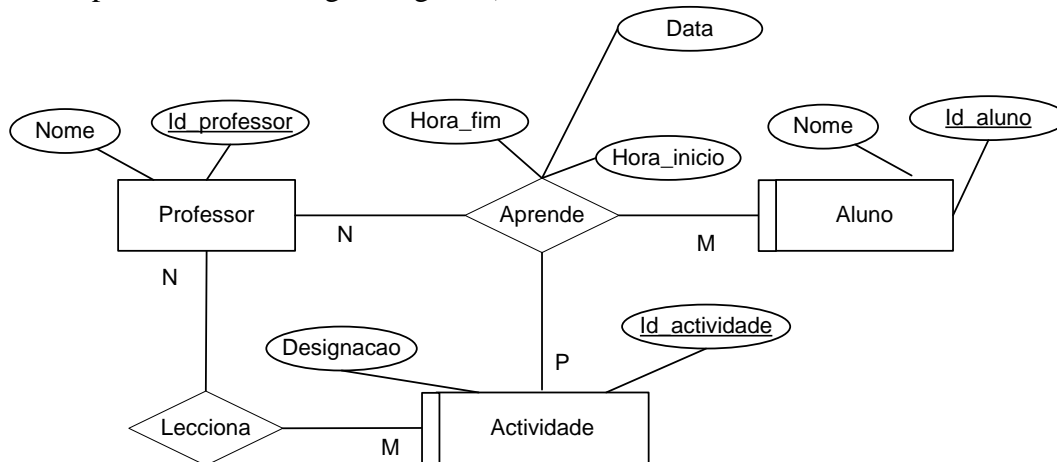 Data
Hora_fim
Nome
Id_professor
Nome
Id_aluno
Hora_inicio
Professor
Aprende
Aluno
N
M
N
Id_actividade
Designacao
P
Lecciona
Actividade
M